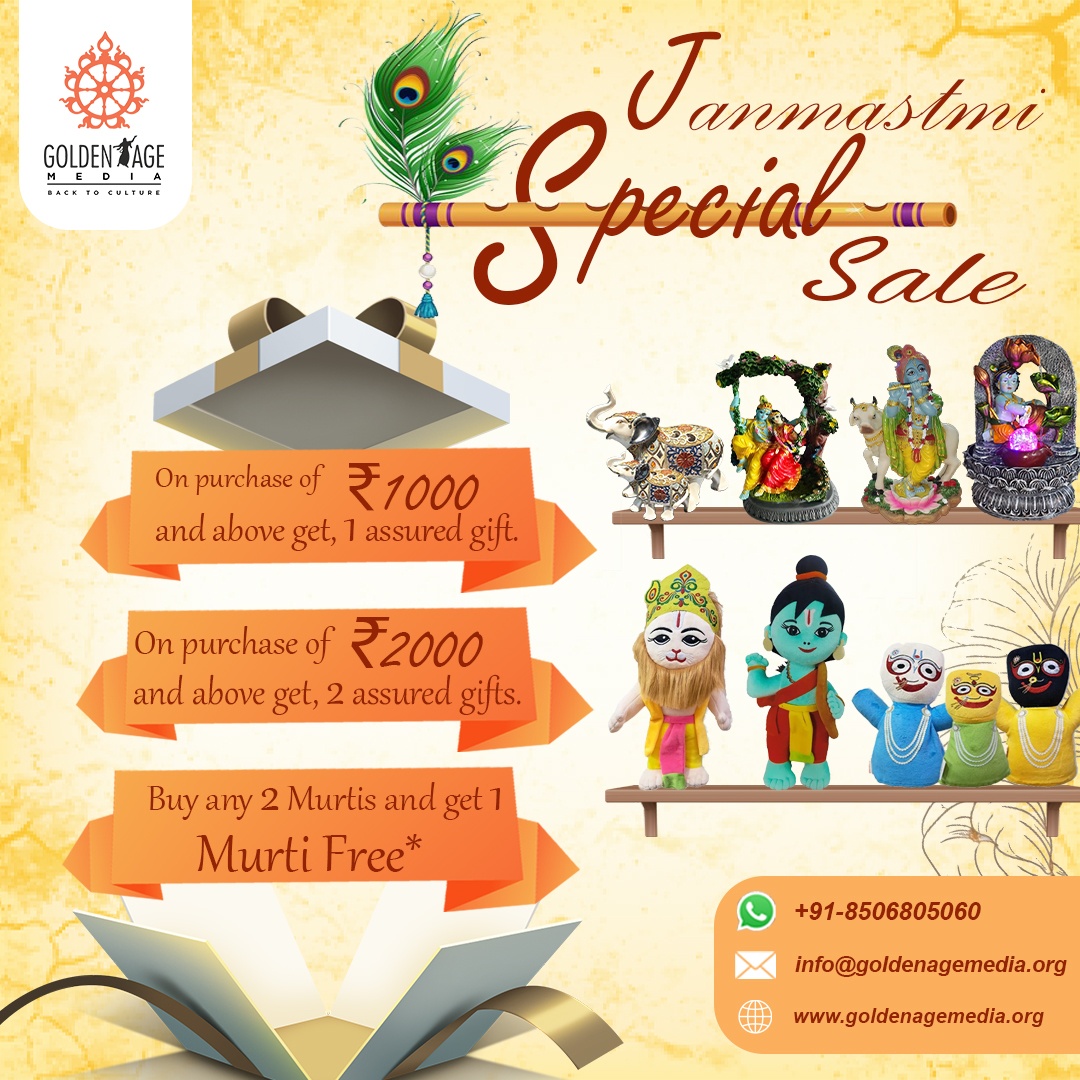 GOLDEN AGE
MEDIA
BACK TO CULTURE
Janmastmi
Special
Sale
On purchase of ₹1000
and above get, 1 assured gift.
On purchase of ₹2000
and above get, 2 assured gifts.
Buy any 2 Murtis and get 1
Murti Free*
+91-8506805060
info@goldenagemedia.org
www.goldenagemedia.org